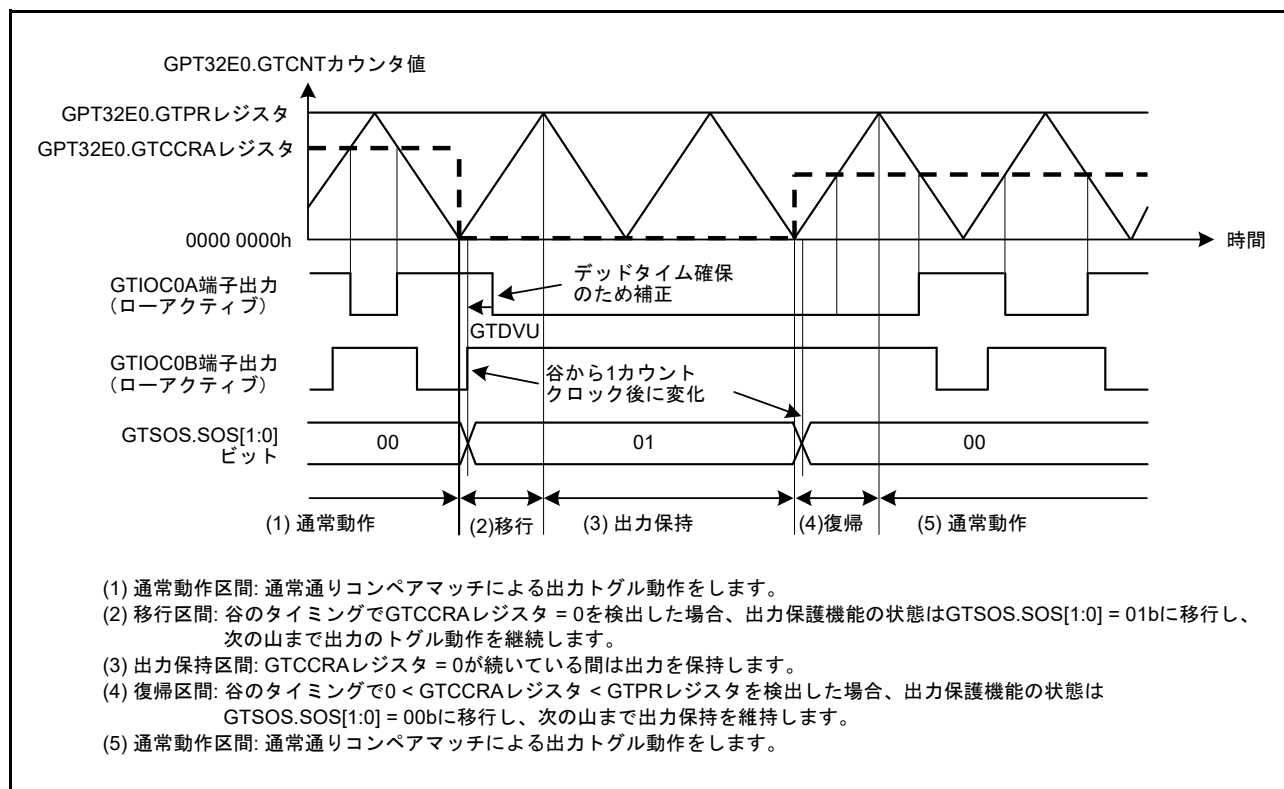 GPT32E0.GTCNTカウンタ値
GPT32E0.GTPRレジスタ
GPT32E0.GTCCRAレジスタ
0000 0000h
時間
GTIOC0A端子出力
（ローアクティブ）
デッドタイム確保
のため補正
GTDVU
GTIOC0B端子出力
（ローアクティブ）
谷から1カウント
クロック後に変化
GTSOS.SOS[1:0]
ビット
00
01
00
(1) 通常動作
(2)移行
(3) 出力保持
(4)復帰
(5) 通常動作
(1) 通常動作区間: 通常通りコンペアマッチによる出力トグル動作をします。
(2) 移行区間: 谷のタイミングでGTCCRAレジスタ = 0を検出した場合、出力保護機能の状態はGTSOS.SOS[1:0] = 01bに移行し、
次の山まで出力のトグル動作を継続します。
(3) 出力保持区間: GTCCRAレジスタ = 0が続いている間は出力を保持します。
(4) 復帰区間: 谷のタイミングで0 < GTCCRAレジスタ < GTPRレジスタを検出した場合、出力保護機能の状態は
GTSOS.SOS[1:0] = 00bに移行し、次の山まで出力保持を維持します。
(5) 通常動作区間: 通常通りコンペアマッチによる出力トグル動作をします。